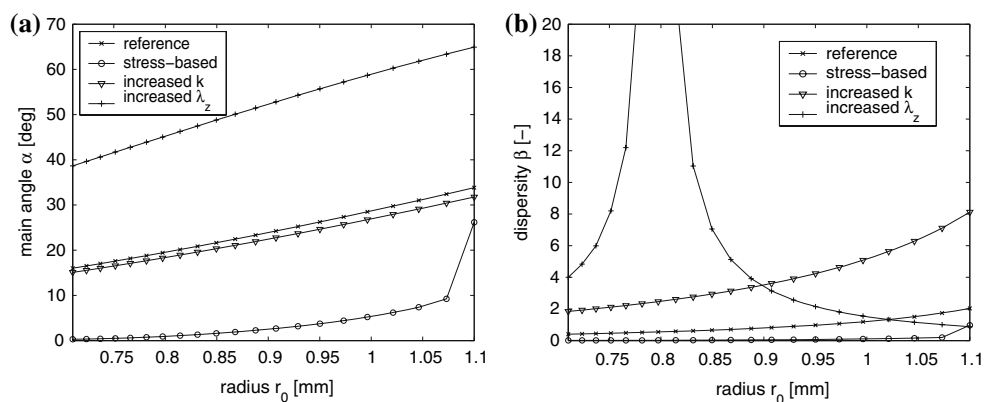 (a)
70
60
50
40
30
20
10
0
main angle α [deg]
reference
stress−based
increased k
increased λz
0.75 0.8 0.85 0.9 0.95 1 1.05 1.1
radius r0 [mm]
(b)
20
18
16
14
12
10
8
6
4
2
0
dispersity β [−]
reference
stress−based
increased k
increased λz
0.75 0.8 0.85 0.9 0.95 1 1.05 1.1
radius r0 [mm]